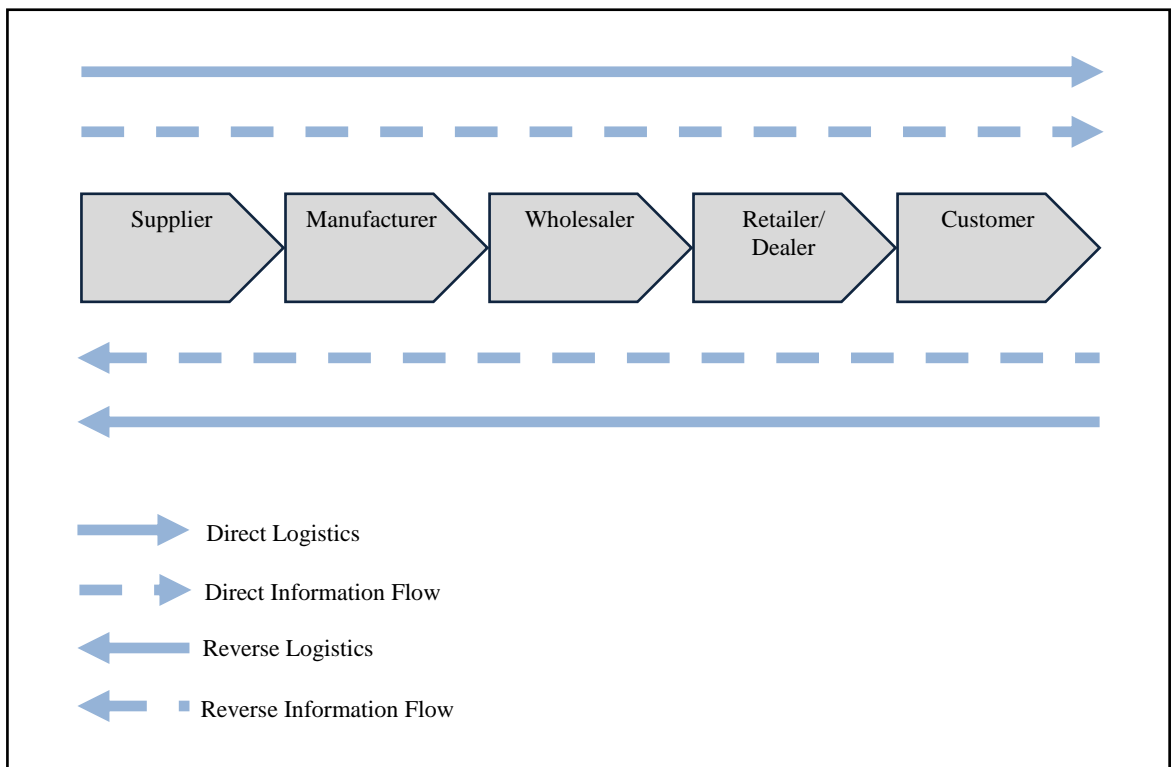 Supplier
Manufacturer
Wholesaler
Retailer/
Dealer
Customer
Direct Logistics
Direct Information Flow
Reverse Logistics
Reverse Information Flow